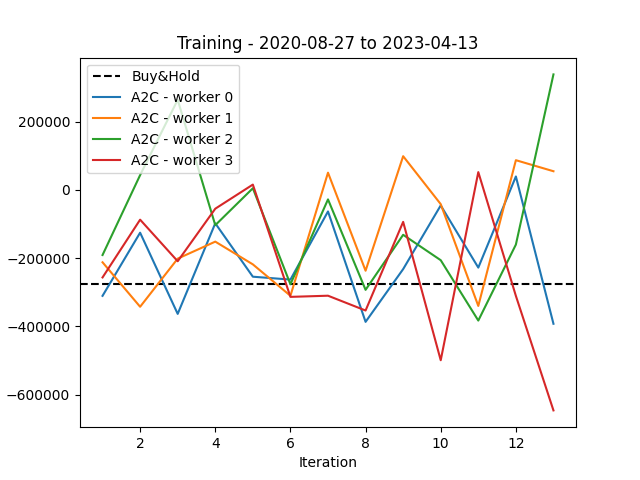 Training - 2020-08-27 to 2023-04-13
Buy&Hold
A2C - worker 0
A2C - worker 1
A2C - worker 2
A2C - worker 3
200000
0
−200000
−400000
−600000
2 4 6 8 10 12
Iteration